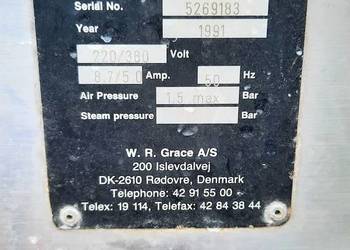 Serial No. 5269183
Year 1991
220/380 Volt
8.7/5.0 Amp. 50 Hz
Air Pressure 1.5 max Bar
Steam pressure Bar
W. R. Grace A/S
200 Islevdalvej
DK-2610 Rødovre, Denmark
Telephone: 42 91 55 00
Telex: 19 114, Telefax: 42 84 38 44